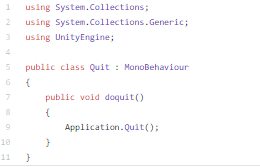 1 using System.Collections;
2 using System.Collections.Generic;
3 using UnityEngine;
4
5 public class Quit : MonoBehaviour
6 {
7 public void doquit()
8 {
9 Application.Quit();
10 }
11 }